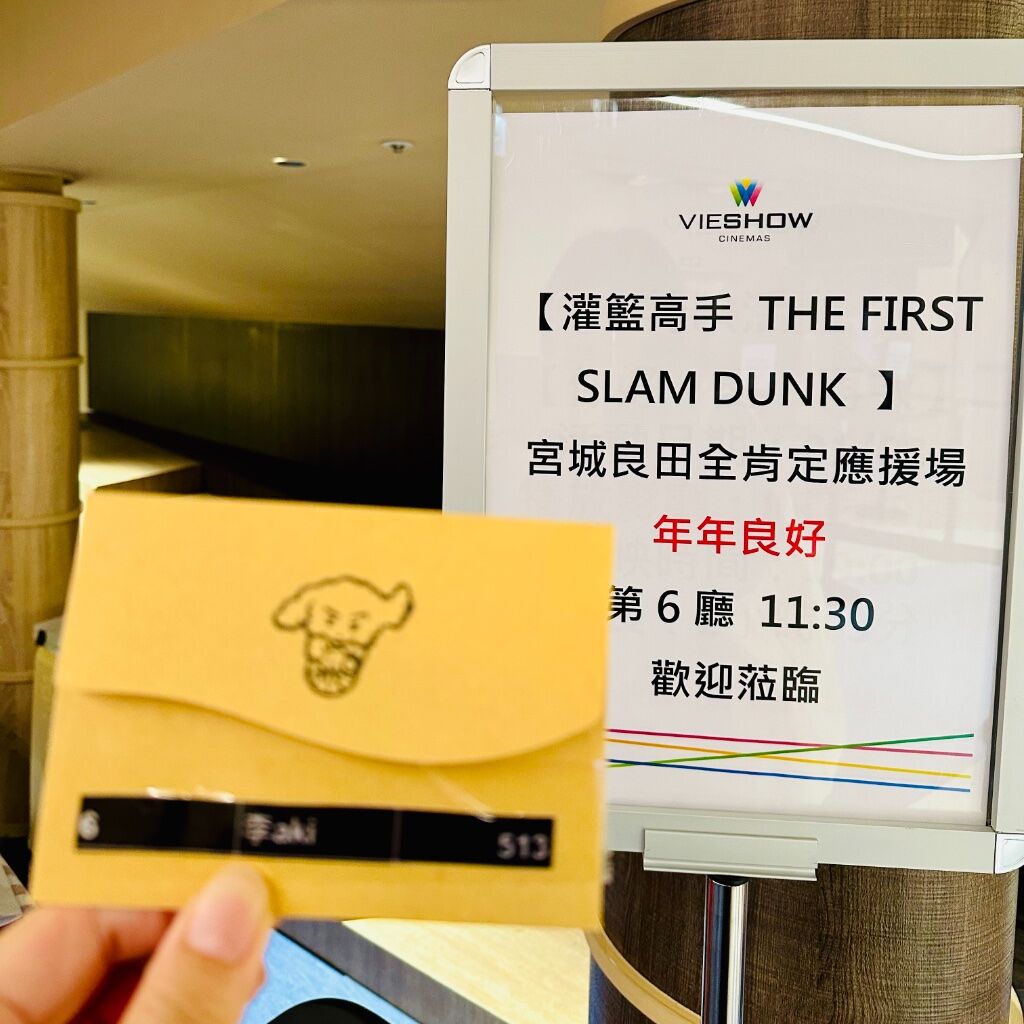 VIESHOW
CINEMAS
【灌籃高手 THE FIRST
SLAM DUNK 】
宮城良田全肯定應援場
年年良好
第 6 廳 11:30
歡迎蒞臨
6 李aki 513